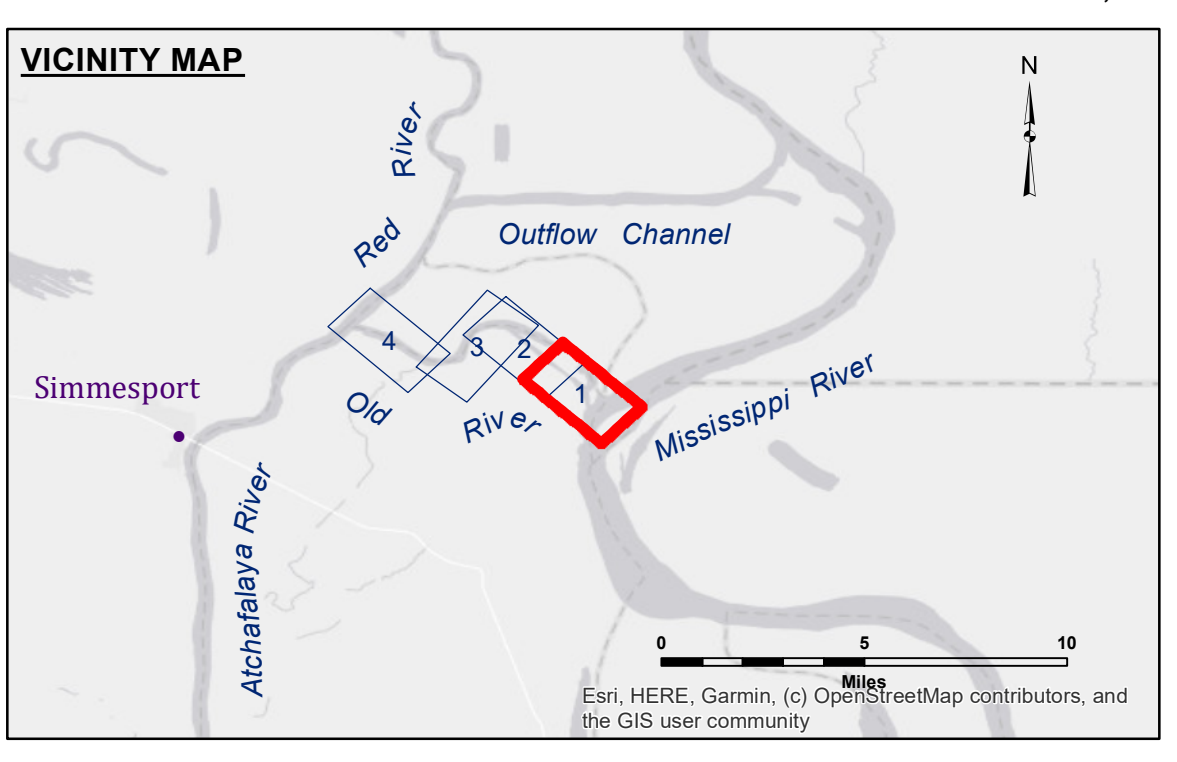 VICINITY MAP
N
Red River
Outflow Channel
4
3
2
1
Simmesport
Old River
Mississippi River
Atchafalaya River
0 5 10
Miles
Esri, HERE, Garmin, (c) OpenStreetMap contributors, and
the GIS user community